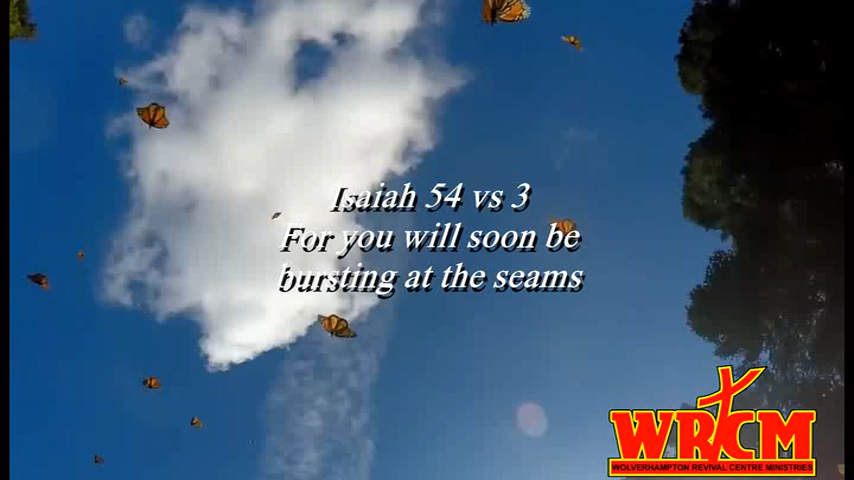 Isaiah 54 vs 3
For you will soon be
bursting at the seams
WRCM
WOLVERHAMPTON REVIVAL CENTRE MINISTRIES